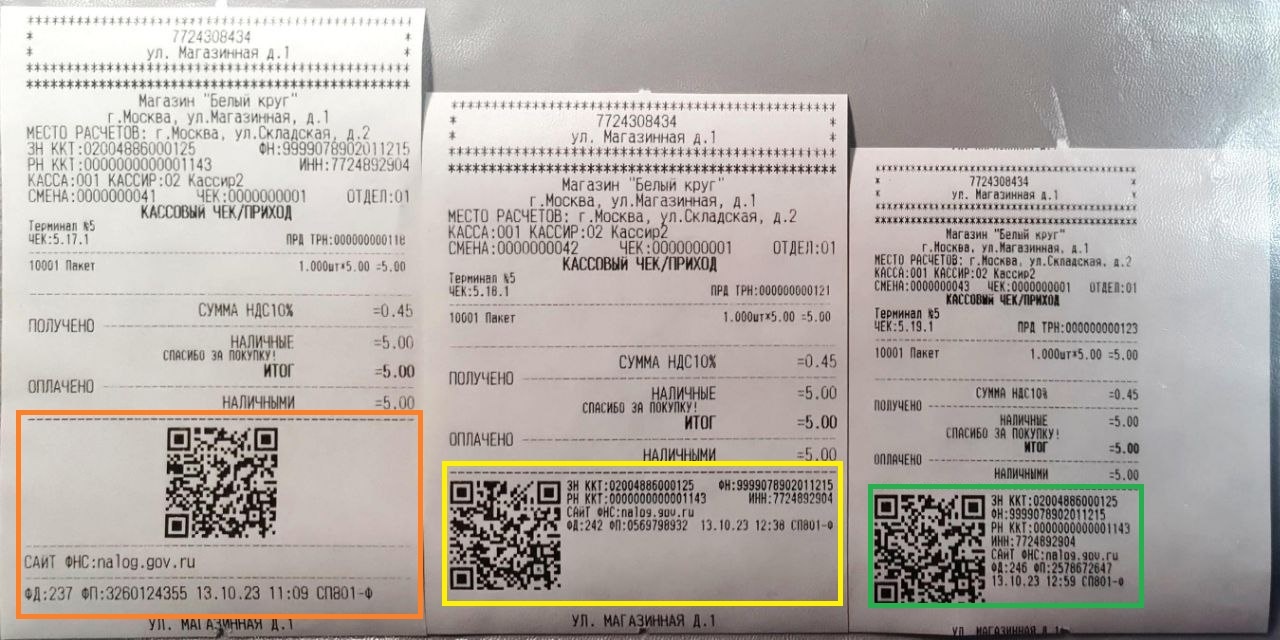 ********************************
* 7724308434 *
* ул. Магазинная д.1 *
********************************
********************************
Магазин "Белый круг"
г.Москва, ул.Магазинная, д.1
МЕСТО РАСЧЕТОВ: г.Москва, ул.Складская, д.2
ЗН ККТ:02004886000125 ФН:9999078902011215
РН ККТ:0000000000001143 ИНН:7724892904
КАССА:001 КАССИР:02 Кассир2
СМЕНА:0000000041 ЧЕК:0000000001 ОТДЕЛ:01
КАССОВЫЙ ЧЕК/ПРИХОД
Терминал №5
ЧЕК:5.17.1 ПРД ТРН:000000000118
10001 Пакет 1.000шт*5.00 =5.00
СУММА НДС10% =0.45
ПОЛУЧЕНО
НАЛИЧНЫЕ =5.00
СПАСИБО ЗА ПОКУПКУ!
ИТОГ =5.00
ОПЛАЧЕНО
НАЛИЧНЫМИ =5.00
САЙТ ФНС:nalog.gov.ru
ФД:237 ФП:3260124355 13.10.23 11:09 СП801-Ф
УЛ. МАГАЗИННАЯ Д.1
********************************
* 7724308434 *
* ул. Магазинная д.1 *
********************************
********************************
Магазин "Белый круг"
г.Москва, ул.Магазинная, д.1
МЕСТО РАСЧЕТОВ: г.Москва, ул.Складская, д.2
КАССА:001 КАССИР:02 Кассир2
СМЕНА:0000000042 ЧЕК:0000000001 ОТДЕЛ:01
КАССОВЫЙ ЧЕК/ПРИХОД
Терминал №5
ЧЕК:5.18.1 ПРД ТРН:000000000121
10001 Пакет 1.000шт*5.00 =5.00
СУММА НДС10% =0.45
ПОЛУЧЕНО
НАЛИЧНЫЕ =5.00
СПАСИБО ЗА ПОКУПКУ!
ИТОГ =5.00
ОПЛАЧЕНО
НАЛИЧНЫМИ =5.00
ЗН ККТ:02004886000125 ФН:9999078902011215
РН ККТ:0000000000001143 ИНН:7724892904
САЙТ ФНС:nalog.gov.ru
ФД:242 ФП:0569798932 13.10.23 12:38 СП801-Ф
УЛ. МАГАЗИННАЯ Д.1
********************************
* 7724308434 *
* ул. Магазинная д.1 *
********************************
********************************
Магазин "Белый круг"
г.Москва, ул.Магазинная, д.1
МЕСТО РАСЧЕТОВ: г.Москва, ул.Складская, д.2
КАССА:001 КАССИР:02 Кассир2
СМЕНА:0000000043 ЧЕК:0000000001 ОТДЕЛ:01
КАССОВЫЙ ЧЕК/ПРИХОД
Терминал №5
ЧЕК:5.19.1 ПРД ТРН:000000000123
10001 Пакет 1.000шт*5.00 =5.00
СУММА НДС10% =0.45
ПОЛУЧЕНО
НАЛИЧНЫЕ =5.00
СПАСИБО ЗА ПОКУПКУ!
ИТОГ =5.00
ОПЛАЧЕНО
НАЛИЧНЫМИ =5.00
ЗН ККТ:02004886000125
ФН:9999078902011215
РН ККТ:0000000000001143
ИНН:7724892904
САЙТ ФНС:nalog.gov.ru
ФД:246 ФП:2578672647
13.10.23 12:59 СП801-Ф
УЛ. МАГАЗИННАЯ Д.1